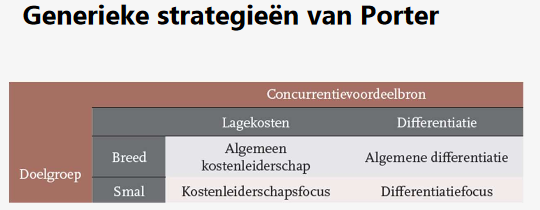 Generieke strategieën van Porter
Concurrentievoordeelbron
Lagekosten Differentiatie
Doelgroep
Breed
Algemeen
kostenleiderschap
Algemene differentiatie
Smal
Kostenleiderschapsfocus
Differentiatiefocus